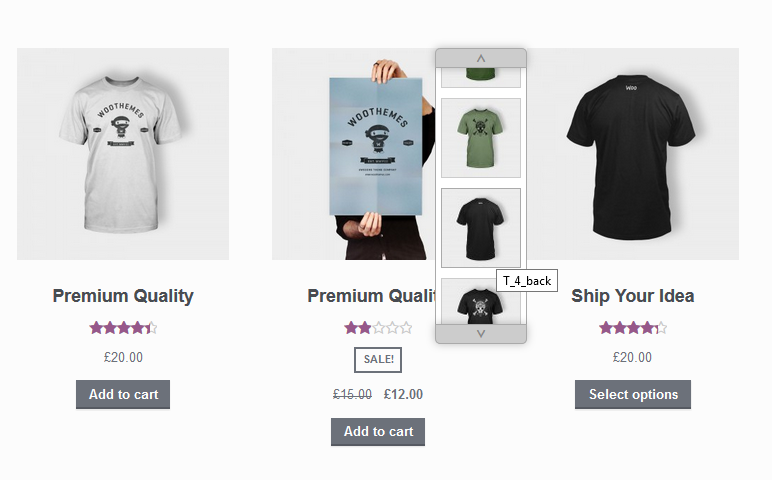 WOOTHEMES
WOOTHEMES
Woo
Premium Quality
£20.00
Add to cart
Premium Quali
SALE!
£15.00 £12.00
Add to cart
T_4_back
Ship Your Idea
£20.00
Select options